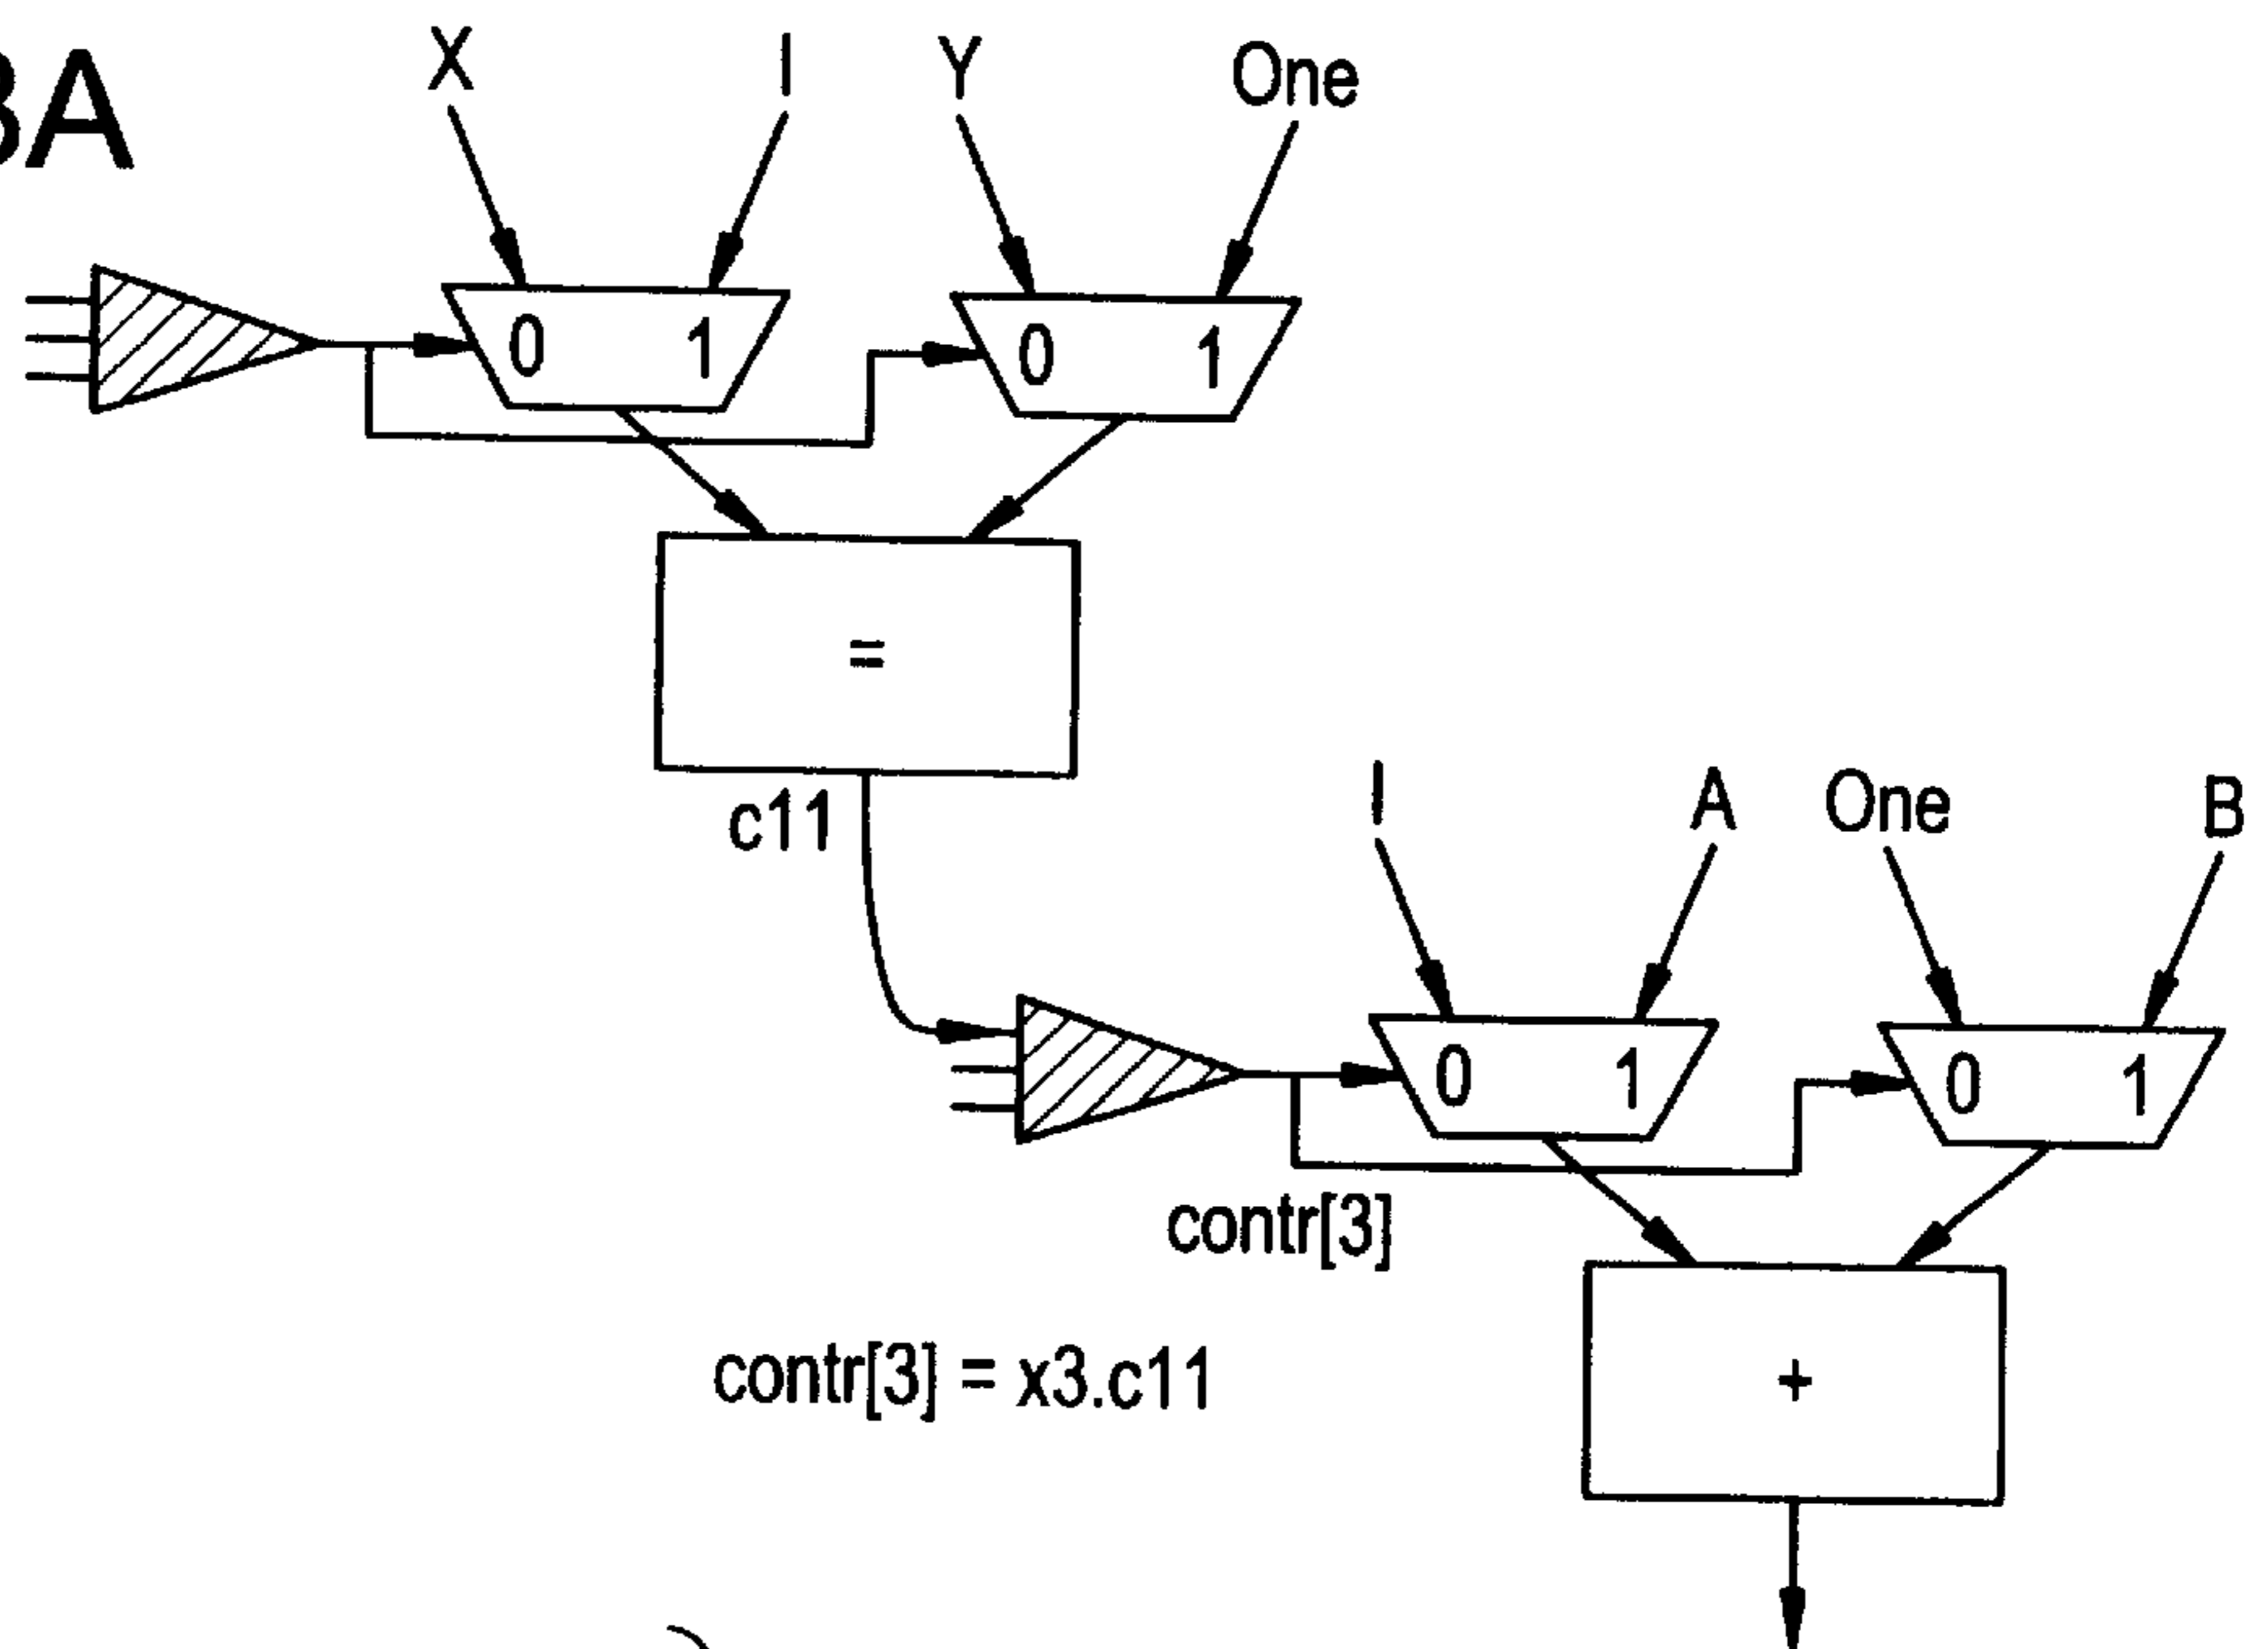 3A
X I Y One
0 1 0 1
=
c11
I A One B
0 1 0 1
contr[3]
+
contr[3] = x3.c11